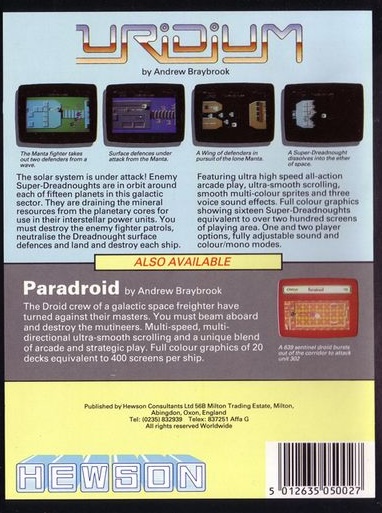 URIDIUM
by Andrew Braybrook
The Manta fighter takes
out two defenders from a
wave.
Surface defences under
attack from the Manta.
A Wing of defenders in
pursuit of the lone Manta.
A Super-Dreadnought
dissolves into the ether
of space.
The solar system is under attack! Enemy
Super-Dreadnoughts are in orbit around
each of fifteen planets in this galactic
sector. They are draining the mineral
resources from the planetary cores for
use in their interstellar power units. You
must destroy the enemy fighter patrols,
neutralise the Dreadnought surface
defences and land and destroy each ship.
Featuring ultra high speed all-action
arcade play, ultra-smooth scrolling,
smooth multi-colour sprites and three
voice sound effects. Full colour graphics
showing sixteen Super-Dreadnoughts
equivalent to over two hundred screens
of playing area. One and two player
options, fully adjustable sound and
colour/mono modes.
ALSO AVAILABLE
Paradroid by Andrew Braybrook
The Droid crew of a galactic space freighter have
turned against their masters. You must beam aboard
and destroy the mutineers. Multi-speed, multi-
directional ultra-smooth scrolling and a unique blend
of arcade and strategic play. Full colour graphics of 20
decks equivalent to 400 screens per ship.
A 639 sentinel droid bursts
out of the corridor to attack
unit 302
Published by Hewson Consultants Ltd 56B Milton Trading Estate, Milton,
Abingdon, Oxon, England
Tel: (0235) 832939 Telex: 837251 Affa G
All rights reserved Worldwide
HEWSON
5 012635 050027